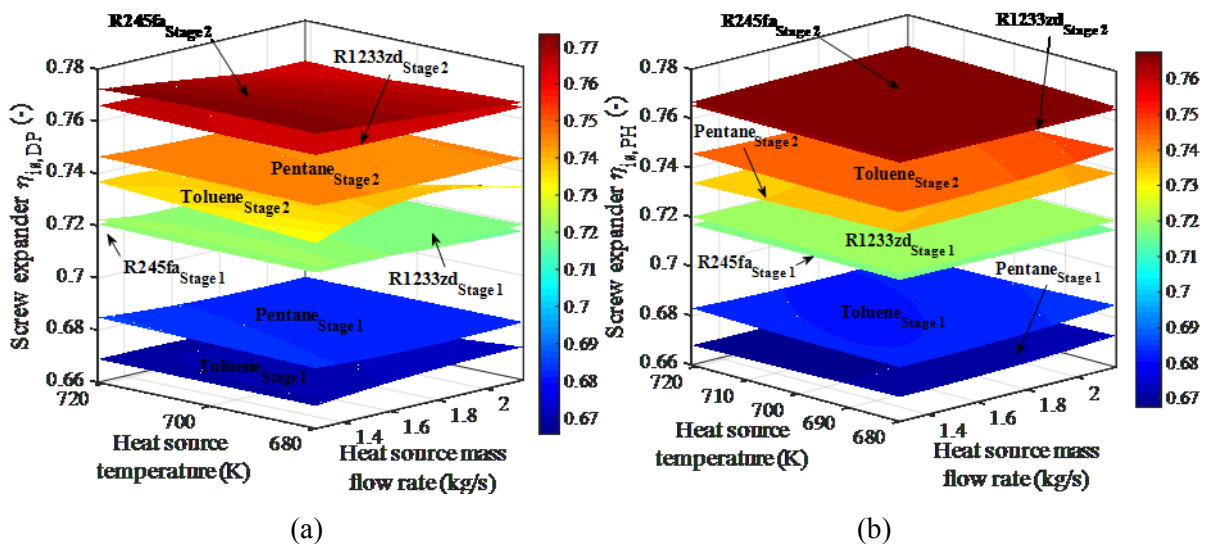 R245fa Stage 2
R1233zd Stage 2
Pentane Stage 2
Toluene Stage 2
R245fa Stage 1
R1233zd Stage 1
Pentane Stage 1
Toluene Stage 1
Screw expander η iø,DP (-)
0.78
0.76
0.74
0.72
0.7
0.68
0.66
720
700
680
1.4
1.6
1.8
2
Heat source
temperature (K)
Heat source mass
flow rate (kg/s)
0.77
0.76
0.75
0.74
0.73
0.72
0.71
0.7
0.69
0.68
0.67
(a)
R245fa Stage 2
R1233zd Stage 2
Pentane Stage 2
Toluene Stage 2
R1233zd Stage 1
R245fa Stage 1
Pentane Stage 1
Toluene Stage 1
Screw expander η iø,PH (-)
0.78
0.76
0.74
0.72
0.7
0.68
0.66
720
710
700
690
680
1.4
1.6
1.8
2
Heat source
temperature (K)
Heat source mass
flow rate (kg/s)
0.76
0.75
0.74
0.73
0.72
0.71
0.7
0.69
0.68
0.67
(b)